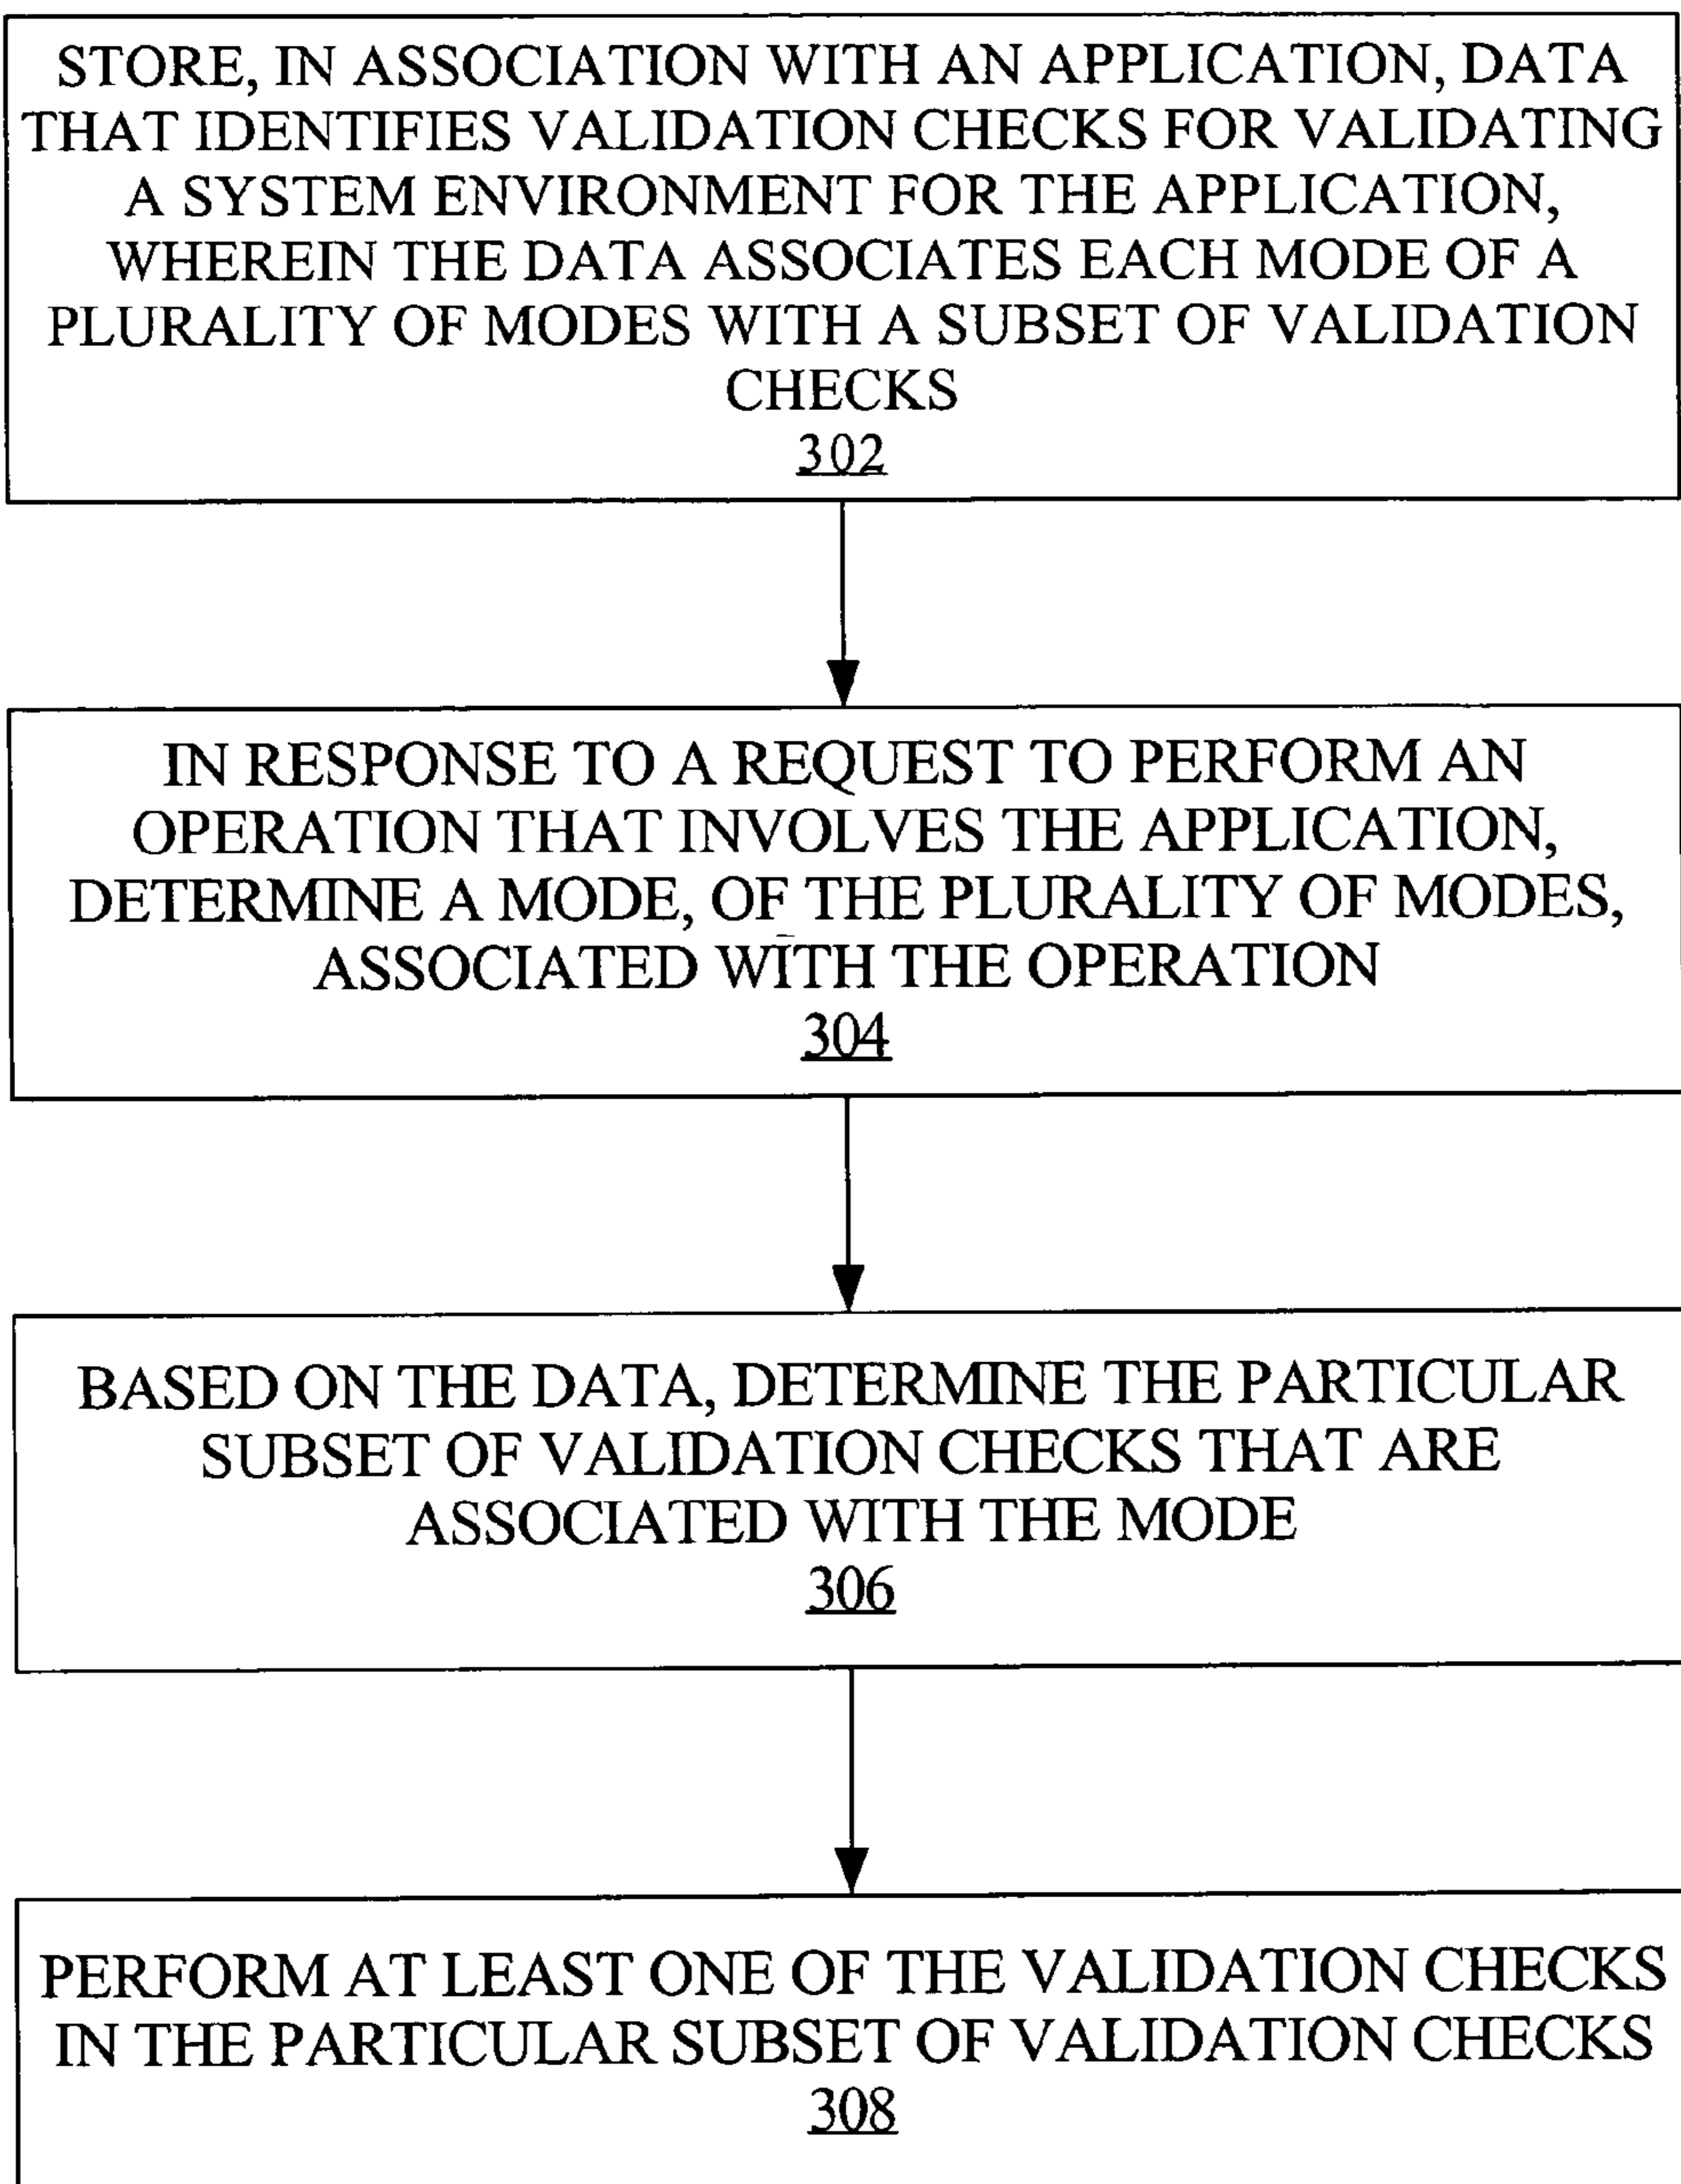 STORE, IN ASSOCIATION WITH AN APPLICATION, DATA
THAT IDENTIFIES VALIDATION CHECKS FOR VALIDATING
A SYSTEM ENVIRONMENT FOR THE APPLICATION,
WHEREIN THE DATA ASSOCIATES EACH MODE OF A
PLURALITY OF MODES WITH A SUBSET OF VALIDATION
CHECKS
302
IN RESPONSE TO A REQUEST TO PERFORM AN
OPERATION THAT INVOLVES THE APPLICATION,
DETERMINE A MODE, OF THE PLURALITY OF MODES,
ASSOCIATED WITH THE OPERATION
304
BASED ON THE DATA, DETERMINE THE PARTICULAR
SUBSET OF VALIDATION CHECKS THAT ARE
ASSOCIATED WITH THE MODE
306
PERFORM AT LEAST ONE OF THE VALIDATION CHECKS
IN THE PARTICULAR SUBSET OF VALIDATION CHECKS
308